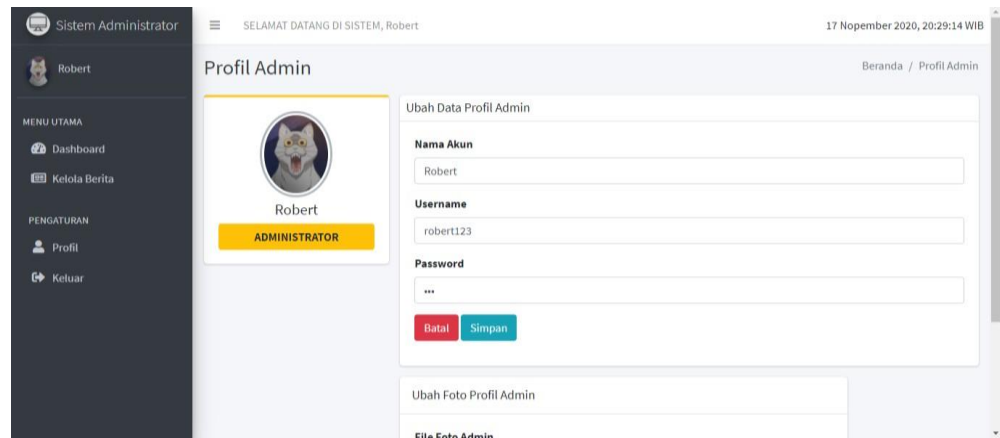 Sistem Administrator
SELAMAT DATANG DI SISTEM, Robert
17 Nopember 2020, 20:29:14 WIB
Robert
Profil Admin
Beranda / Profil Admin
MENU UTAMA
Dashboard
Kelola Berita
PENGATURAN
Profil
Keluar
Robert
ADMINISTRATOR
Ubah Data Profil Admin
Nama Akun
Robert
Username
robert123
Password
•••
Batal
Simpan
Ubah Foto Profil Admin
File Foto Admin